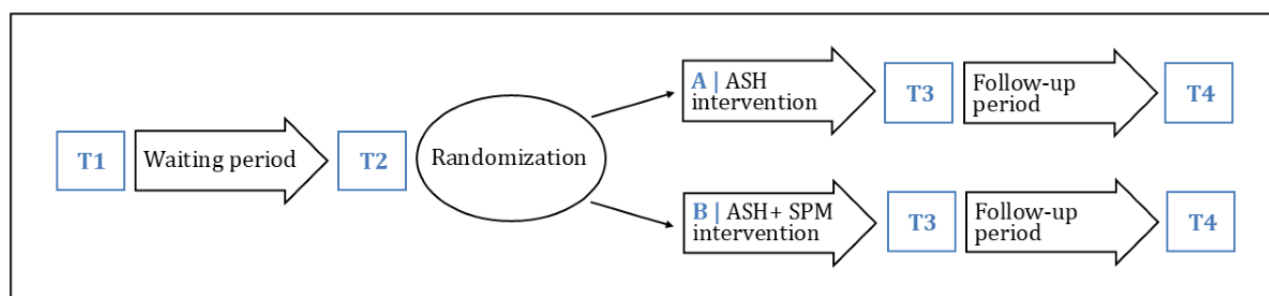 T1
Waiting period
T2
Randomization
A | ASH
intervention
T3
Follow-up
period
T4
B | ASH+ SPM
intervention
T3
Follow-up
period
T4